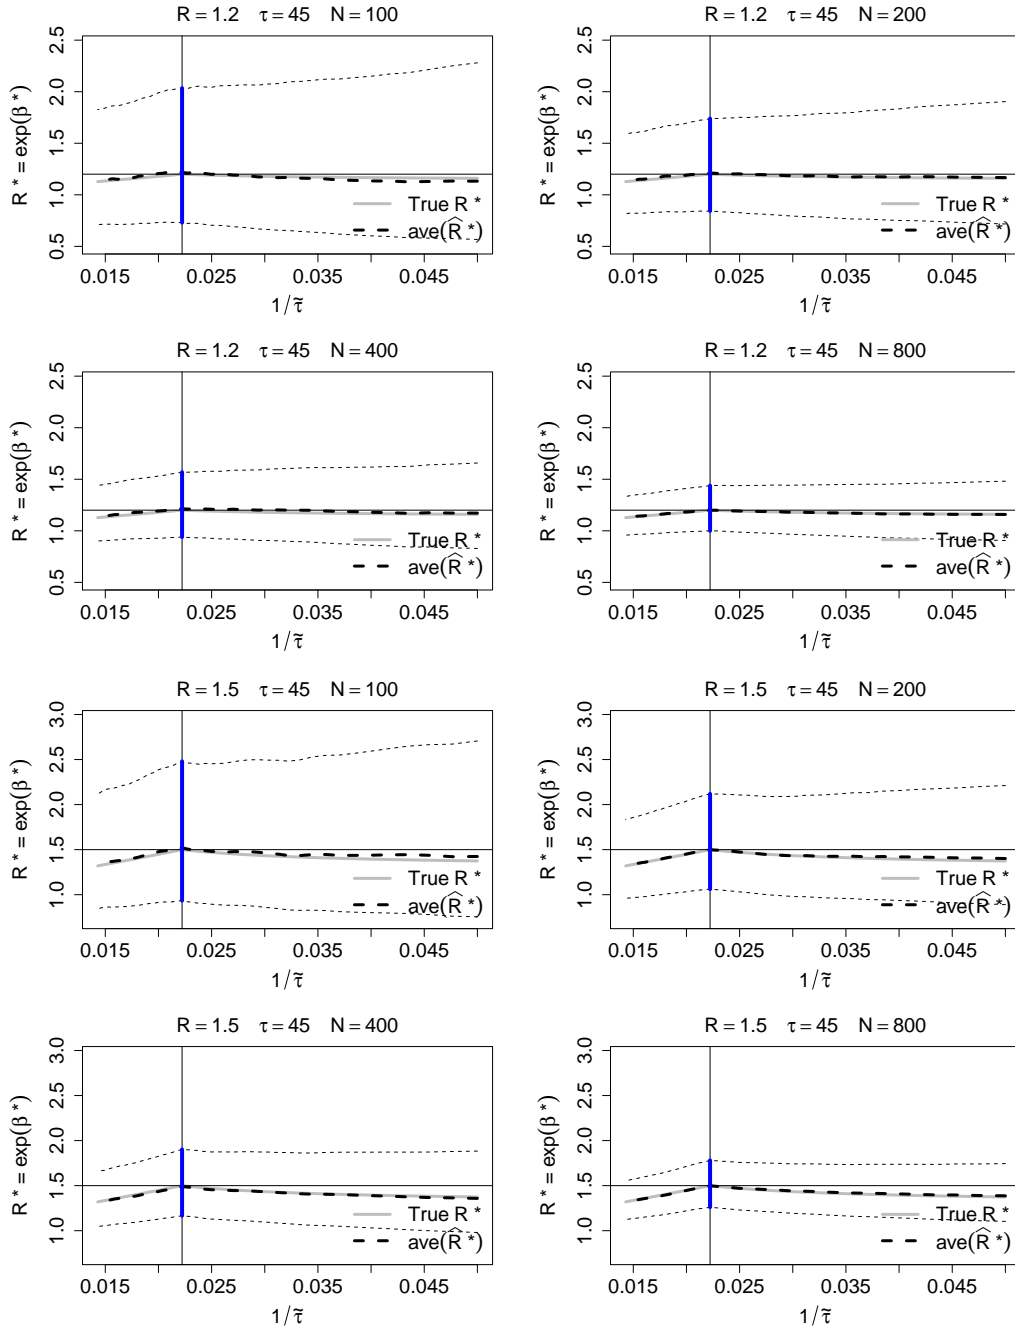 R = 1.2 τ = 45 N = 100
R * = exp(β *)
0.5 1.0 1.5 2.0 2.5
True R *
ave(R̂ *)
0.015 0.025 0.035 0.045
1/τ̃
R = 1.2 τ = 45 N = 200
R * = exp(β *)
0.5 1.0 1.5 2.0 2.5
True R *
ave(R̂ *)
0.015 0.025 0.035 0.045
1/τ̃
R = 1.2 τ = 45 N = 400
R * = exp(β *)
0.5 1.0 1.5 2.0 2.5
True R *
ave(R̂ *)
0.015 0.025 0.035 0.045
1/τ̃
R = 1.2 τ = 45 N = 800
R * = exp(β *)
0.5 1.0 1.5 2.0 2.5
True R *
ave(R̂ *)
0.015 0.025 0.035 0.045
1/τ̃
R = 1.5 τ = 45 N = 100
R * = exp(β *)
1.0 1.5 2.0 2.5 3.0
True R *
ave(R̂ *)
0.015 0.025 0.035 0.045
1/τ̃
R = 1.5 τ = 45 N = 200
R * = exp(β *)
1.0 1.5 2.0 2.5 3.0
True R *
ave(R̂ *)
0.015 0.025 0.035 0.045
1/τ̃
R = 1.5 τ = 45 N = 400
R * = exp(β *)
1.0 1.5 2.0 2.5 3.0
True R *
ave(R̂ *)
0.015 0.025 0.035 0.045
1/τ̃
R = 1.5 τ = 45 N = 800
R * = exp(β *)
1.0 1.5 2.0 2.5 3.0
True R *
ave(R̂ *)
0.015 0.025 0.035 0.045
1/τ̃